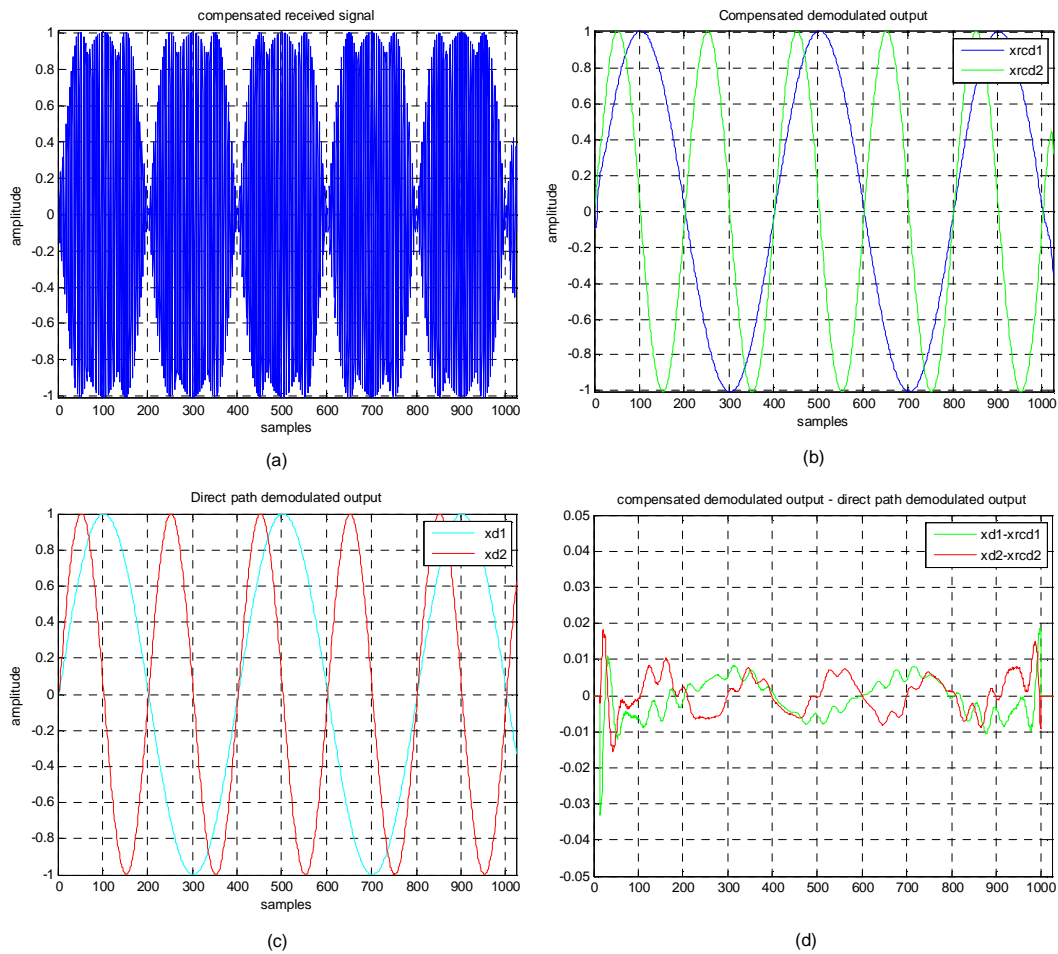 compensated received signal
1
0.8
0.6
0.4
0.2
0
-0.2
-0.4
-0.6
-0.8
-1
amplitude
0 100 200 300 400 500 600 700 800 900 1000
samples
(a)
Compensated demodulated output
1
0.8
0.6
0.4
0.2
0
-0.2
-0.4
-0.6
-0.8
-1
amplitude
xrcd1
xrcd2
0 100 200 300 400 500 600 700 800 900 1000
samples
(b)
Direct path demodulated output
1
0.8
0.6
0.4
0.2
0
-0.2
-0.4
-0.6
-0.8
-1
amplitude
xd1
xd2
0 100 200 300 400 500 600 700 800 900 1000
samples
(c)
compensated demodulated output - direct path demodulated output
0.05
0.04
0.03
0.02
0.01
0
-0.01
-0.02
-0.03
-0.04
-0.05
xd1-xrcd1
xd2-xrcd2
0 100 200 300 400 500 600 700 800 900 1000
(d)